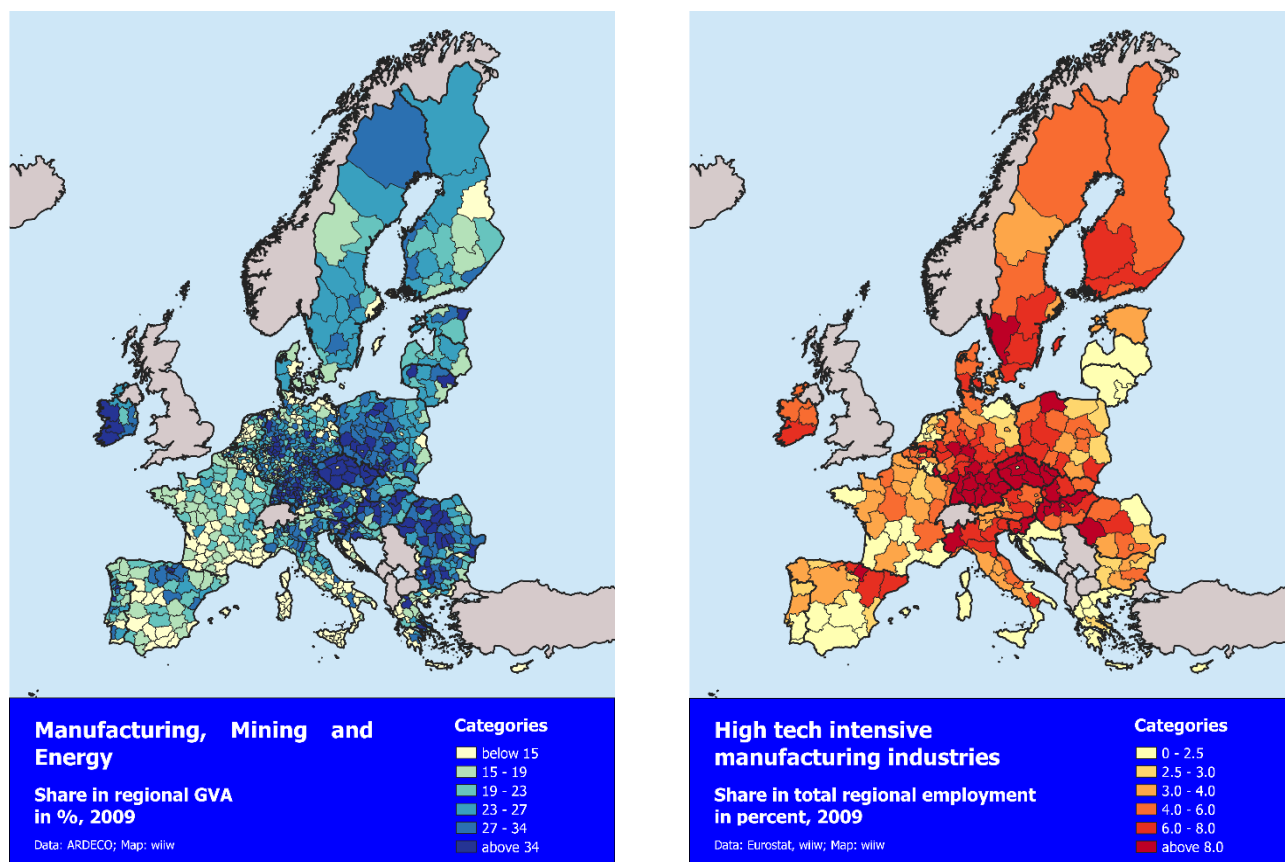 Manufacturing, Mining and
Energy
Share in regional GVA
in %, 2009
Data: ARDECO; Map: wiiw
Categories
below 15
15 - 19
19 - 23
23 - 27
27 - 34
above 34
High tech intensive
manufacturing industries
Share in total regional employment
in percent, 2009
Data: Eurostat, wiiw; Map: wiiw
Categories
0 - 2.5
2.5 - 3.0
3.0 - 4.0
4.0 - 6.0
6.0 - 8.0
above 8.0